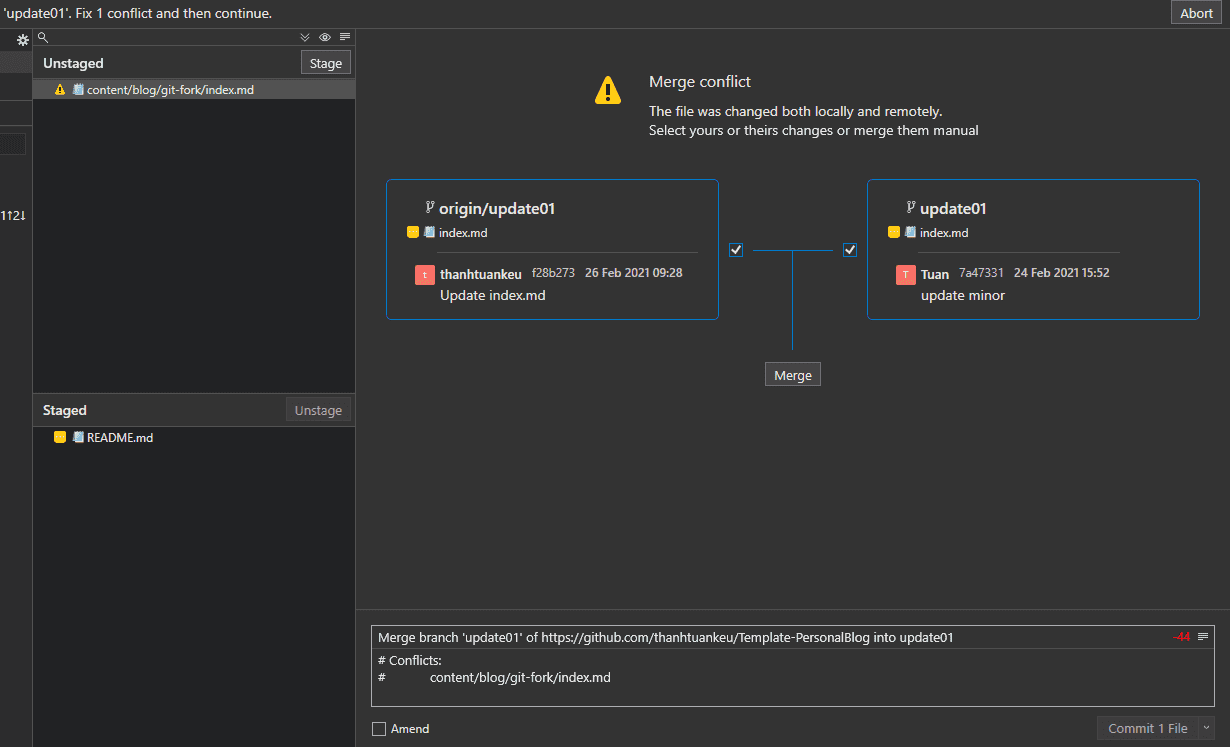 'update01'. Fix 1 conflict and then continue.
Abort
Unstaged
Stage
content/blog/git-fork/index.md
1↑2↓
Staged
Unstage
README.md
Merge conflict
The file was changed both locally and remotely.
Select yours or theirs changes or merge them manual
origin/update01
index.md
t thanhtuankeu f28b273 26 Feb 2021 09:28
Update index.md
update01
index.md
T Tuan 7a47331 24 Feb 2021 15:52
update minor
Merge
Merge branch 'update01' of https://github.com/thanhtuankeu/Template-PersonalBlog into update01 -44
# Conflicts:
# content/blog/git-fork/index.md
Amend
Commit 1 File